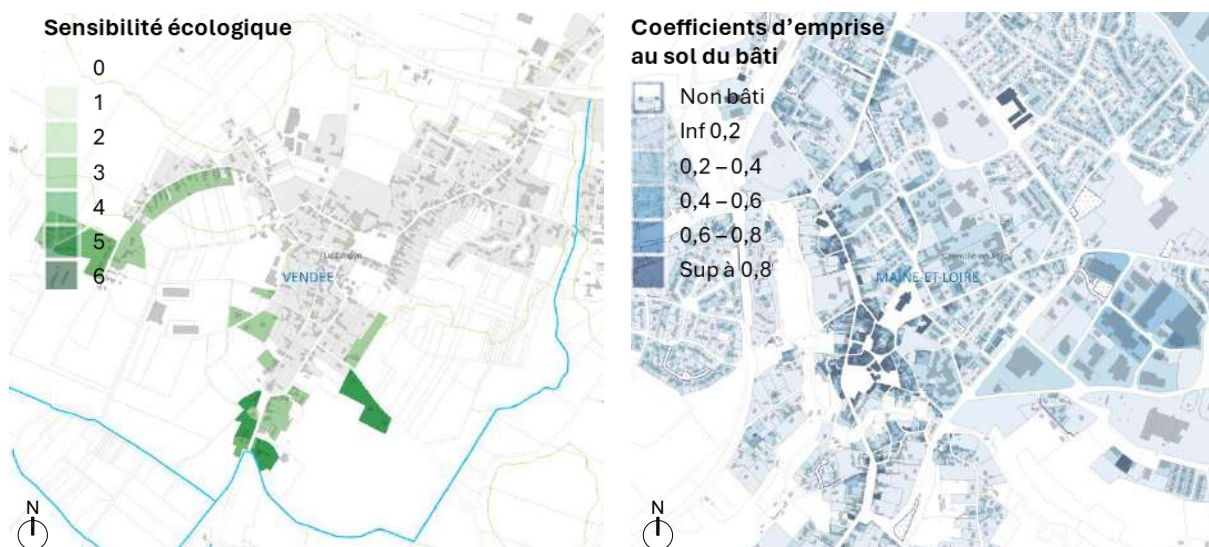 Sensibilité écologique
0
1
2
3
4
5
6
VENDÉE
N
Coefficients d’emprise
au sol du bâti
Non bâti
Inf 0,2
0,2 – 0,4
0,4 – 0,6
0,6 – 0,8
Sup à 0,8
MAINE-ET-LOIRE
N